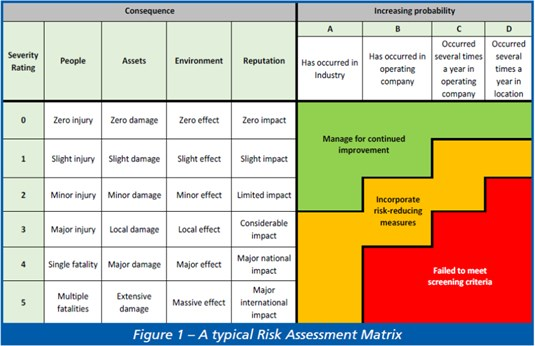 Consequence
Increasing probability
Severity
Rating
People
Assets
Environment
Reputation
A
B
C
D
Has occurred in
Industry
Has occurred in
operating
company
Occurred
several times
a year in
operating
company
Occurred
several
times a
year in
location
0
Zero injury
Zero damage
Zero effect
Zero impact
1
Slight injury
Slight damage
Slight effect
Slight impact
2
Minor injury
Minor damage
Minor effect
Limited impact
3
Major injury
Local damage
Local effect
Considerable
impact
4
Single fatality
Major damage
Major effect
Major national
impact
5
Multiple
fatalities
Extensive
damage
Massive effect
Major
international
impact
Manage for continued
improvement
Incorporate
risk-reducing
measures
Failed to meet
screening criteria
Figure 1 – A typical Risk Assessment Matrix